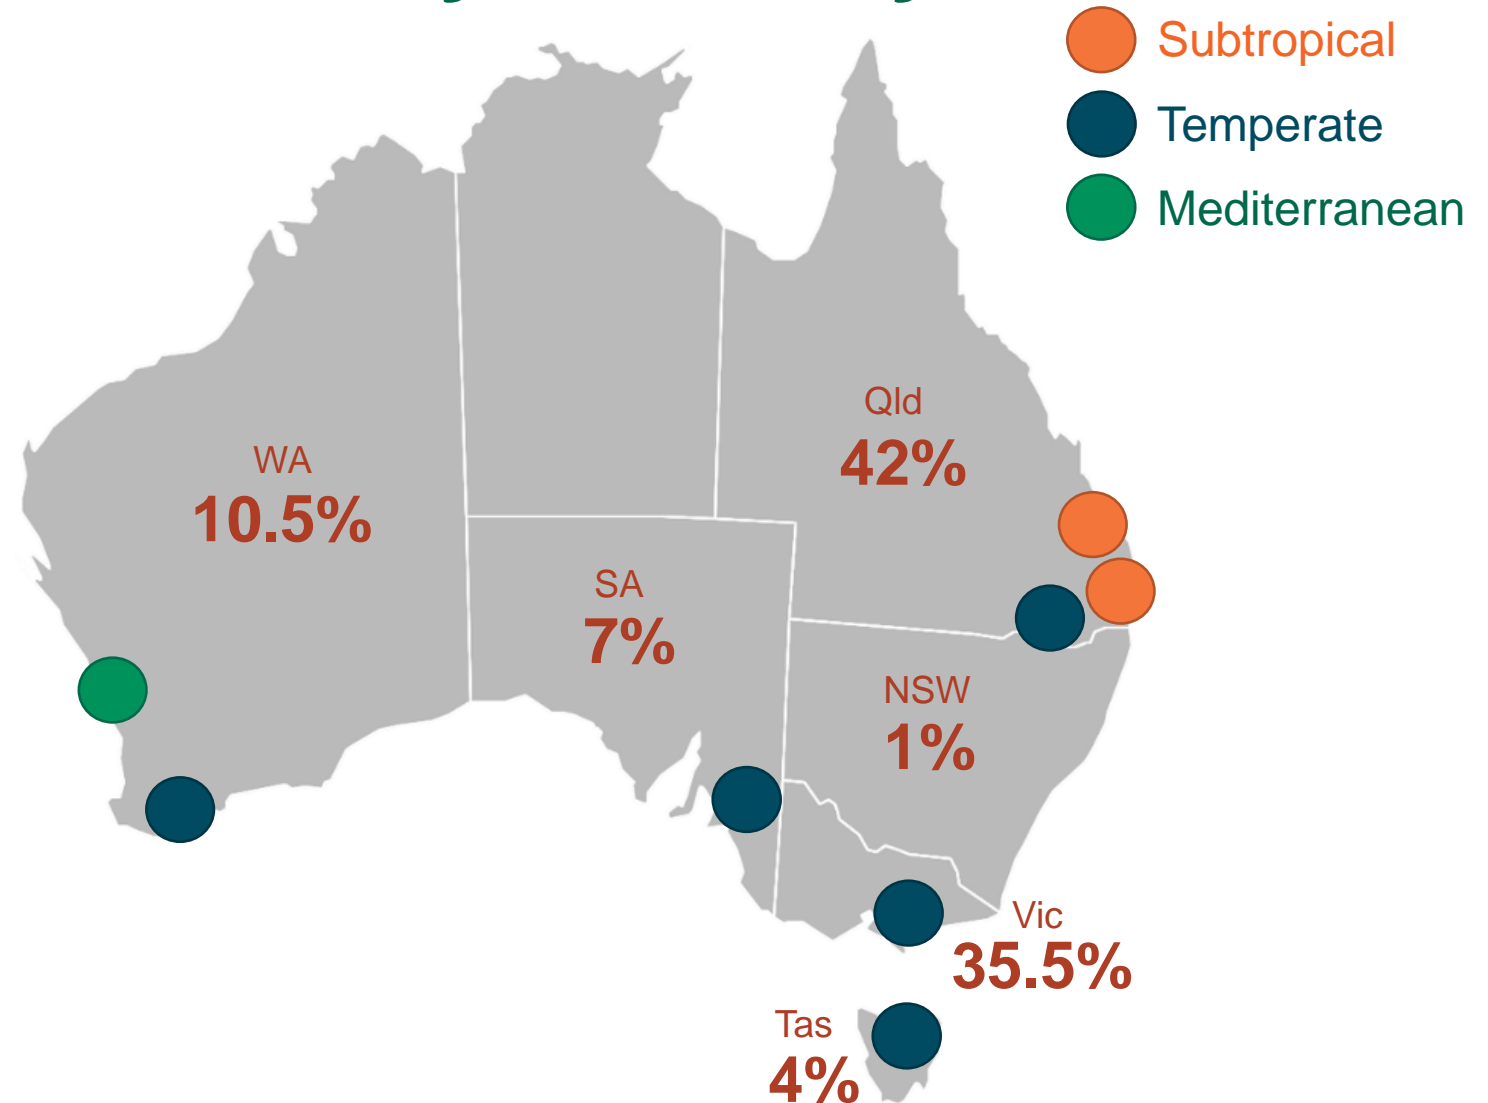 Subtropical
Temperate
Mediterranean
Qld
42%
WA
10.5%
SA
7%
NSW
1%
Vic
35.5%
Tas
4%